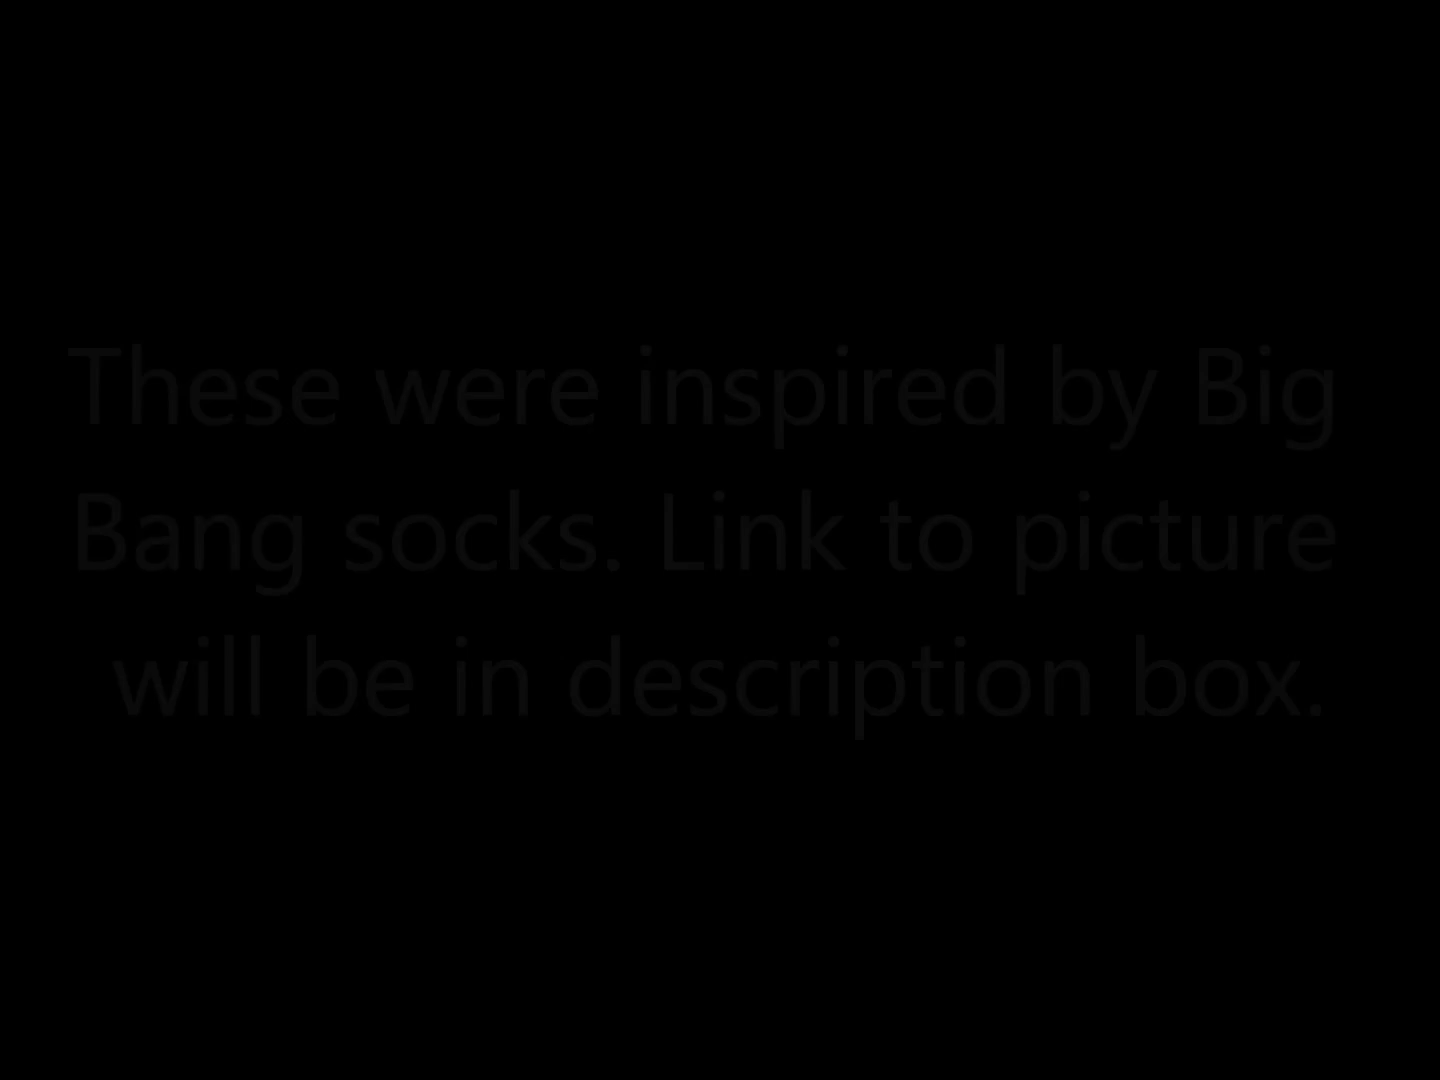 These were inspired by Big
Bang socks. Link to picture
will be in description box.